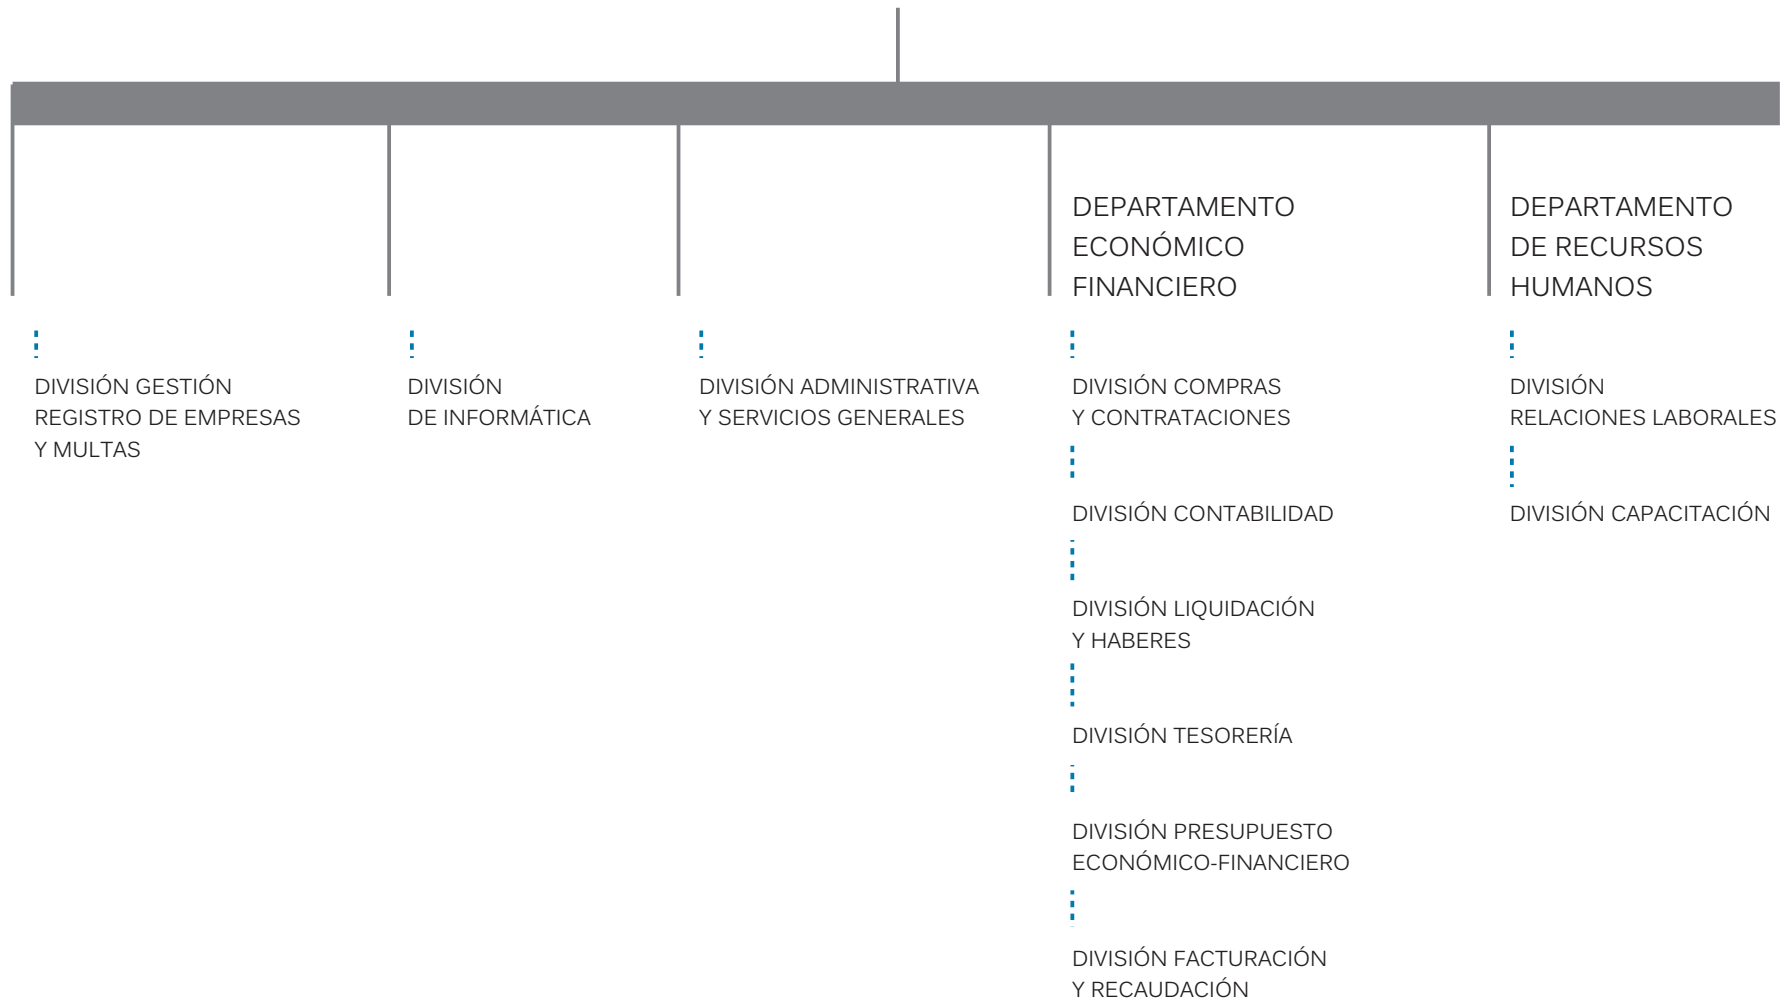 DIVISIÓN GESTIÓN
REGISTRO DE EMPRESAS
Y MULTAS
DIVISIÓN
DE INFORMÁTICA
DIVISIÓN ADMINISTRATIVA
Y SERVICIOS GENERALES
DEPARTAMENTO
ECONÓMICO
FINANCIERO
DIVISIÓN COMPRAS
Y CONTRATACIONES
DIVISIÓN CONTABILIDAD
DIVISIÓN LIQUIDACIÓN
Y HABERES
DIVISIÓN TESORERÍA
DIVISIÓN PRESUPUESTO
ECONÓMICO-FINANCIERO
DIVISIÓN FACTURACIÓN
Y RECAUDACIÓN
DEPARTAMENTO
DE RECURSOS
HUMANOS
DIVISIÓN
RELACIONES LABORALES
DIVISIÓN CAPACITACIÓN